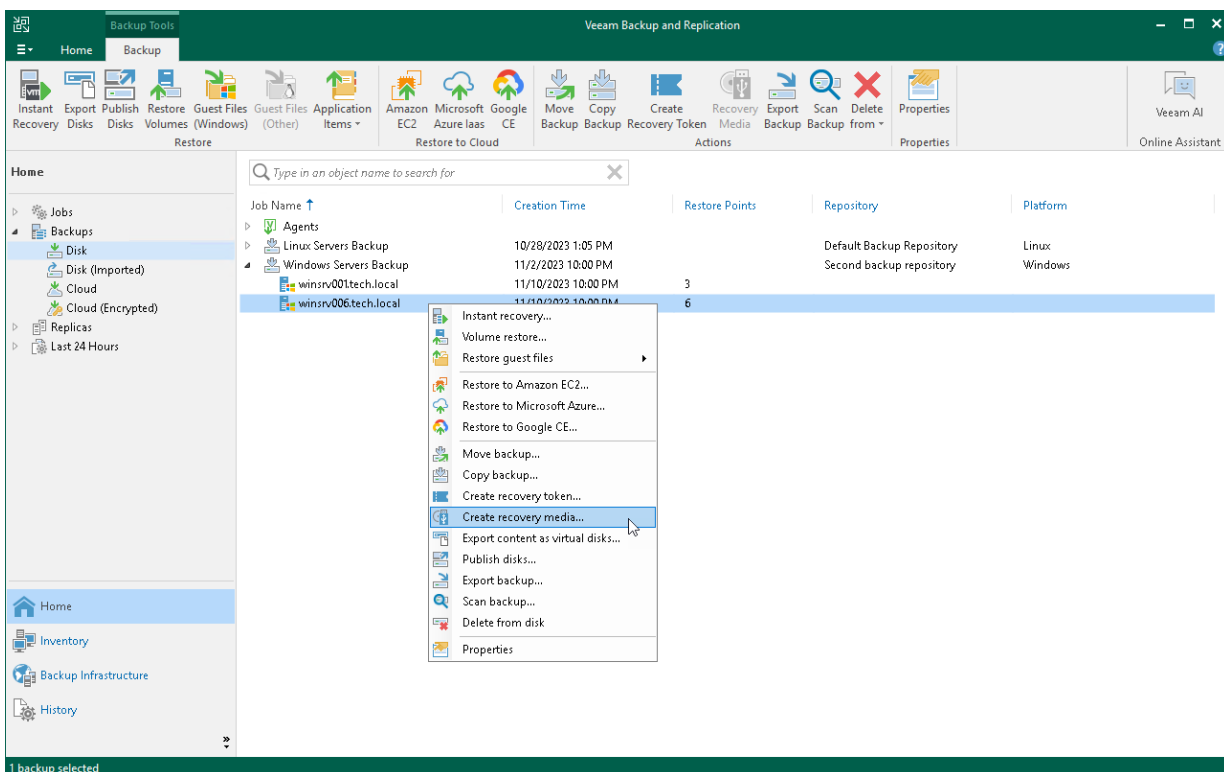 Backup Tools
Veeam Backup and Replication
Home Backup
Instant Recovery
Export Disks
Publish Disks
Restore Volumes
Guest Files (Windows)
Guest Files (Other)
Application Items
Amazon EC2
Microsoft Azure Iaas
Google CE
Move Backup
Copy Backup
Create Recovery Token
Recovery Media
Export Backup
Scan Backup
Delete from
Properties
Veeam AI
Restore
Restore to Cloud
Actions
Properties
Online Assistant
Home
Jobs
Backups
Disk
Disk (Imported)
Cloud
Cloud (Encrypted)
Replicas
Last 24 Hours
Home
Inventory
Backup Infrastructure
History
Type in an object name to search for
Job Name ↑ Creation Time Restore Points Repository Platform
Agents
Linux Servers Backup 10/28/2023 1:05 PM Default Backup Repository Linux
Windows Servers Backup 11/2/2023 10:00 PM Second backup repository Windows
winsrv001.tech.local 11/10/2023 10:00 PM 3
winsrv006.tech.local 11/10/2023 10:00 PM 6
Instant recovery...
Volume restore...
Restore guest files
Restore to Amazon EC2...
Restore to Microsoft Azure...
Restore to Google CE...
Move backup...
Copy backup...
Create recovery token...
Create recovery media...
Export content as virtual disks...
Publish disks...
Export backup...
Scan backup...
Delete from disk
Properties
1 backup selected